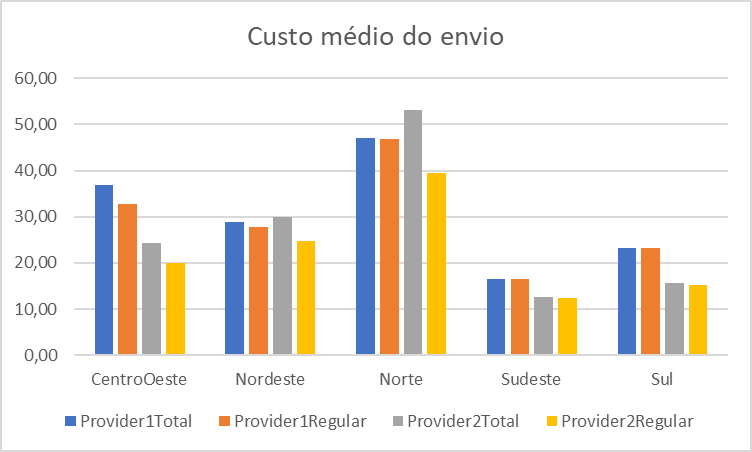 Custo médio do envio
60,00
50,00
40,00
30,00
20,00
10,00
0,00
CentroOeste Nordeste Norte Sudeste Sul
Provider1Total Provider1Regular Provider2Total Provider2Regular